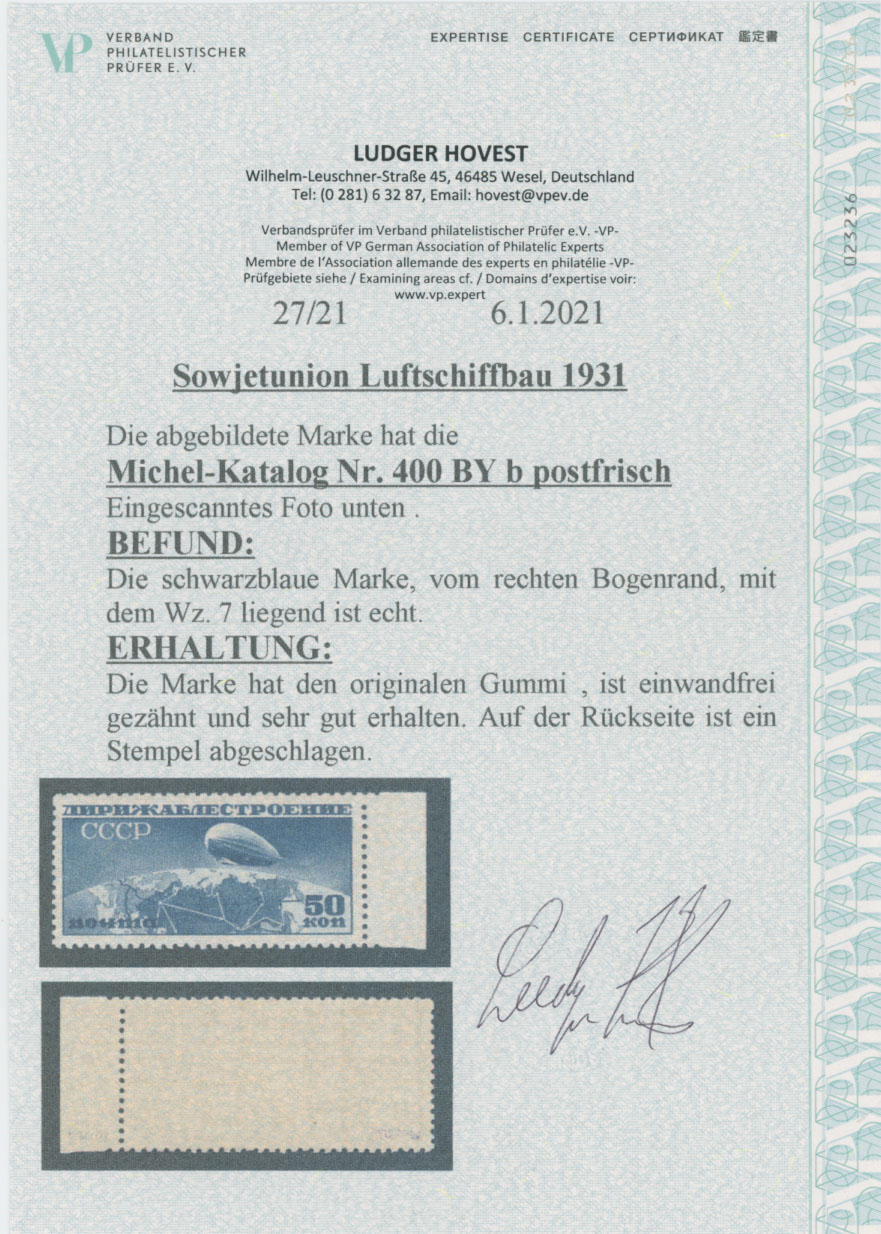 VP
VERBAND
PHILATELISTISCHER
PRÜFER E. V.
EXPERTISE CERTIFICATE СЕРТИФИКАТ 鑑定書
LUDGER HOVEST
Wilhelm-Leuschner-Straße 45, 46485 Wesel, Deutschland
Tel: (0 281) 6 32 87, Email: hovest@vpev.de
Verbandsprüfer im Verband philatelistischer Prüfer e.V. -VP-
Member of VP German Association of Philatelic Experts
Membre de l'Association allemande des experts en philatélie -VP-
Prüfgebiete siehe / Examining areas cf. / Domains d'expertise voir:
www.vp.expert
27/21 6.1.2021
023236
Sowjetunion Luftschiffbau 1931
Die abgebildete Marke hat die
Michel-Katalog Nr. 400 BY b postfrisch
Eingescanntes Foto unten .
BEFUND:
Die schwarzblaue Marke, vom rechten Bogenrand, mit
dem Wz. 7 liegend ist echt.
ERHALTUNG:
Die Marke hat den originalen Gummi , ist einwandfrei
gezähnt und sehr gut erhalten. Auf der Rückseite ist ein
Stempel abgeschlagen.
ДИРИЖАБЛЕСТРОЕНИЕ
СССР
почта
50
коп